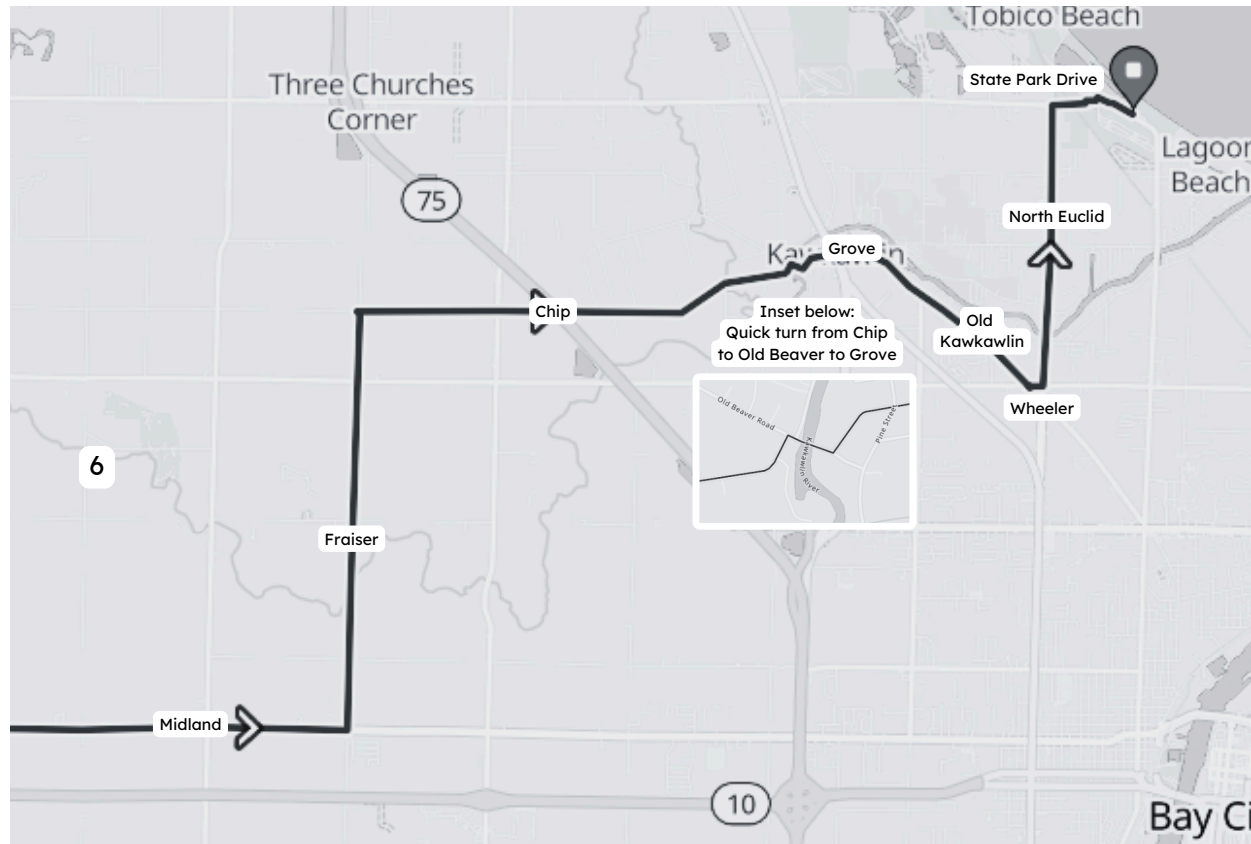 Tobico Beach
State Park Drive
Three Churches
Corner
Lagoon
Beach
75
North Euclid
Grove
Chip
Inset below:
Quick turn from Chip
to Old Beaver to Grove
Old
Kawkawlin
Wheeler
Old Beaver Road
Pine Street
Kawkawlin
River
6
Fraiser
Midland
10
Bay Ci